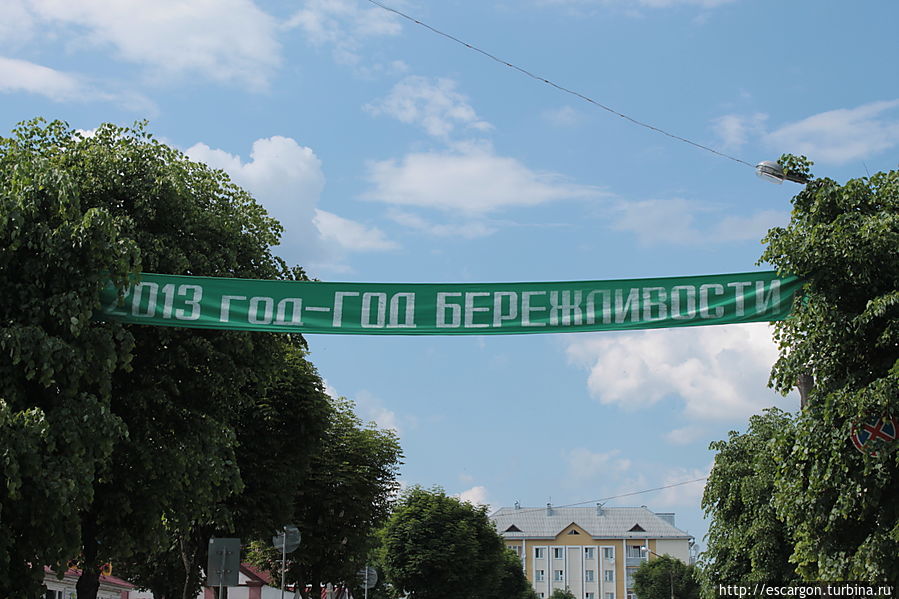 2013 год-ГОД БЕРЕЖЛИВОСТИ
http://escargon.turbina.ru